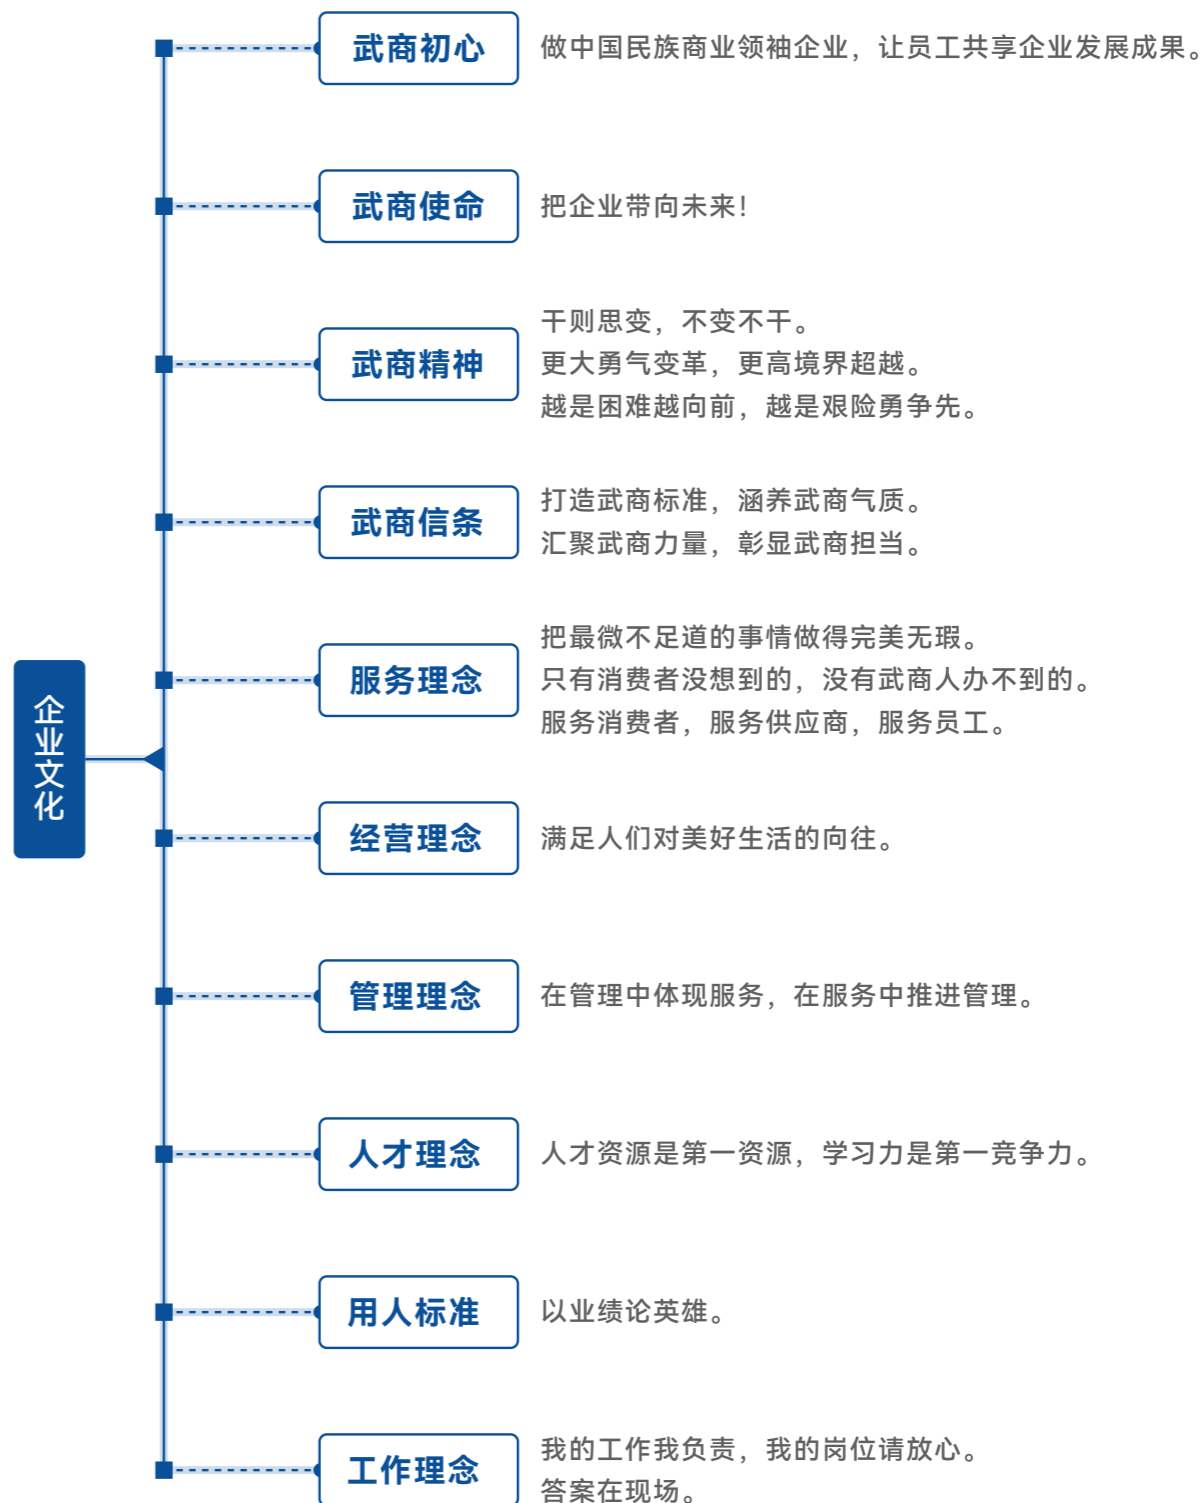 企业文化
武商初心
做中国民族商业领袖企业，让员工共享企业发展成果。
武商使命
把企业带向未来！
武商精神
干则思变，不变不干。
更大勇气变革，更高境界超越。
越是困难越向前，越是艰险勇争先。
武商信条
打造武商标准，涵养武商气质。
汇聚武商力量，彰显武商担当。
服务理念
把最微不足道的事情做得完美无瑕。
只有消费者没想到的，没有武商人办不到的。
服务消费者，服务供应商，服务员工。
经营理念
满足人们对美好生活的向往。
管理理念
在管理中体现服务，在服务中推进管理。
人才理念
人才资源是第一资源，学习力是第一竞争力。
用人标准
以业绩论英雄。
工作理念
我的工作我负责，我的岗位请放心。
答案在现场。